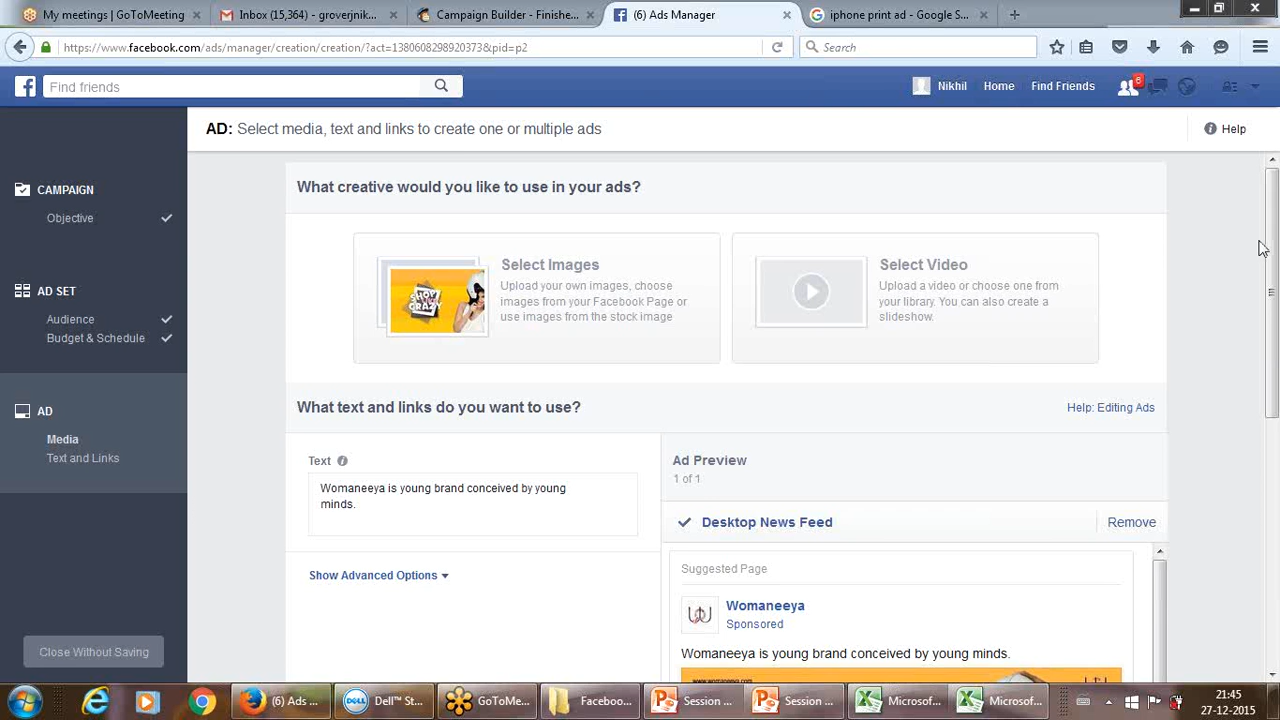 My meetings | GoToMeeting
Inbox (15,364) - groverjnik...
Campaign Builder - Finishe...
(6) Ads Manager
iphone print ad - Google S...
https://www.facebook.com/ads/manager/creation/creation/?act=1380608298920373&pid=p2
Search
Find friends
Nikhil
Home
Find Friends
6
AD: Select media, text and links to create one or multiple ads
Help
CAMPAIGN
Objective
AD SET
Audience
Budget & Schedule
AD
Media
Text and Links
Close Without Saving
What creative would you like to use in your ads?
Select Images
Upload your own images, choose
images from your Facebook Page or
use images from the stock image
Select Video
Upload a video or choose one from
your library. You can also create a
slideshow.
What text and links do you want to use?
Help: Editing Ads
Text
Womaneeya is young brand conceived by young
minds.
Show Advanced Options
Ad Preview
1 of 1
Desktop News Feed
Remove
Suggested Page
Womaneeya
Sponsored
Womaneeya is young brand conceived by young minds.
www.womaneeya.com
(6) Ads ...
Dell™ St...
GoToMe...
Faceboo...
Session ...
Session ...
Microsof...
Microsof...
21:45
27-12-2015